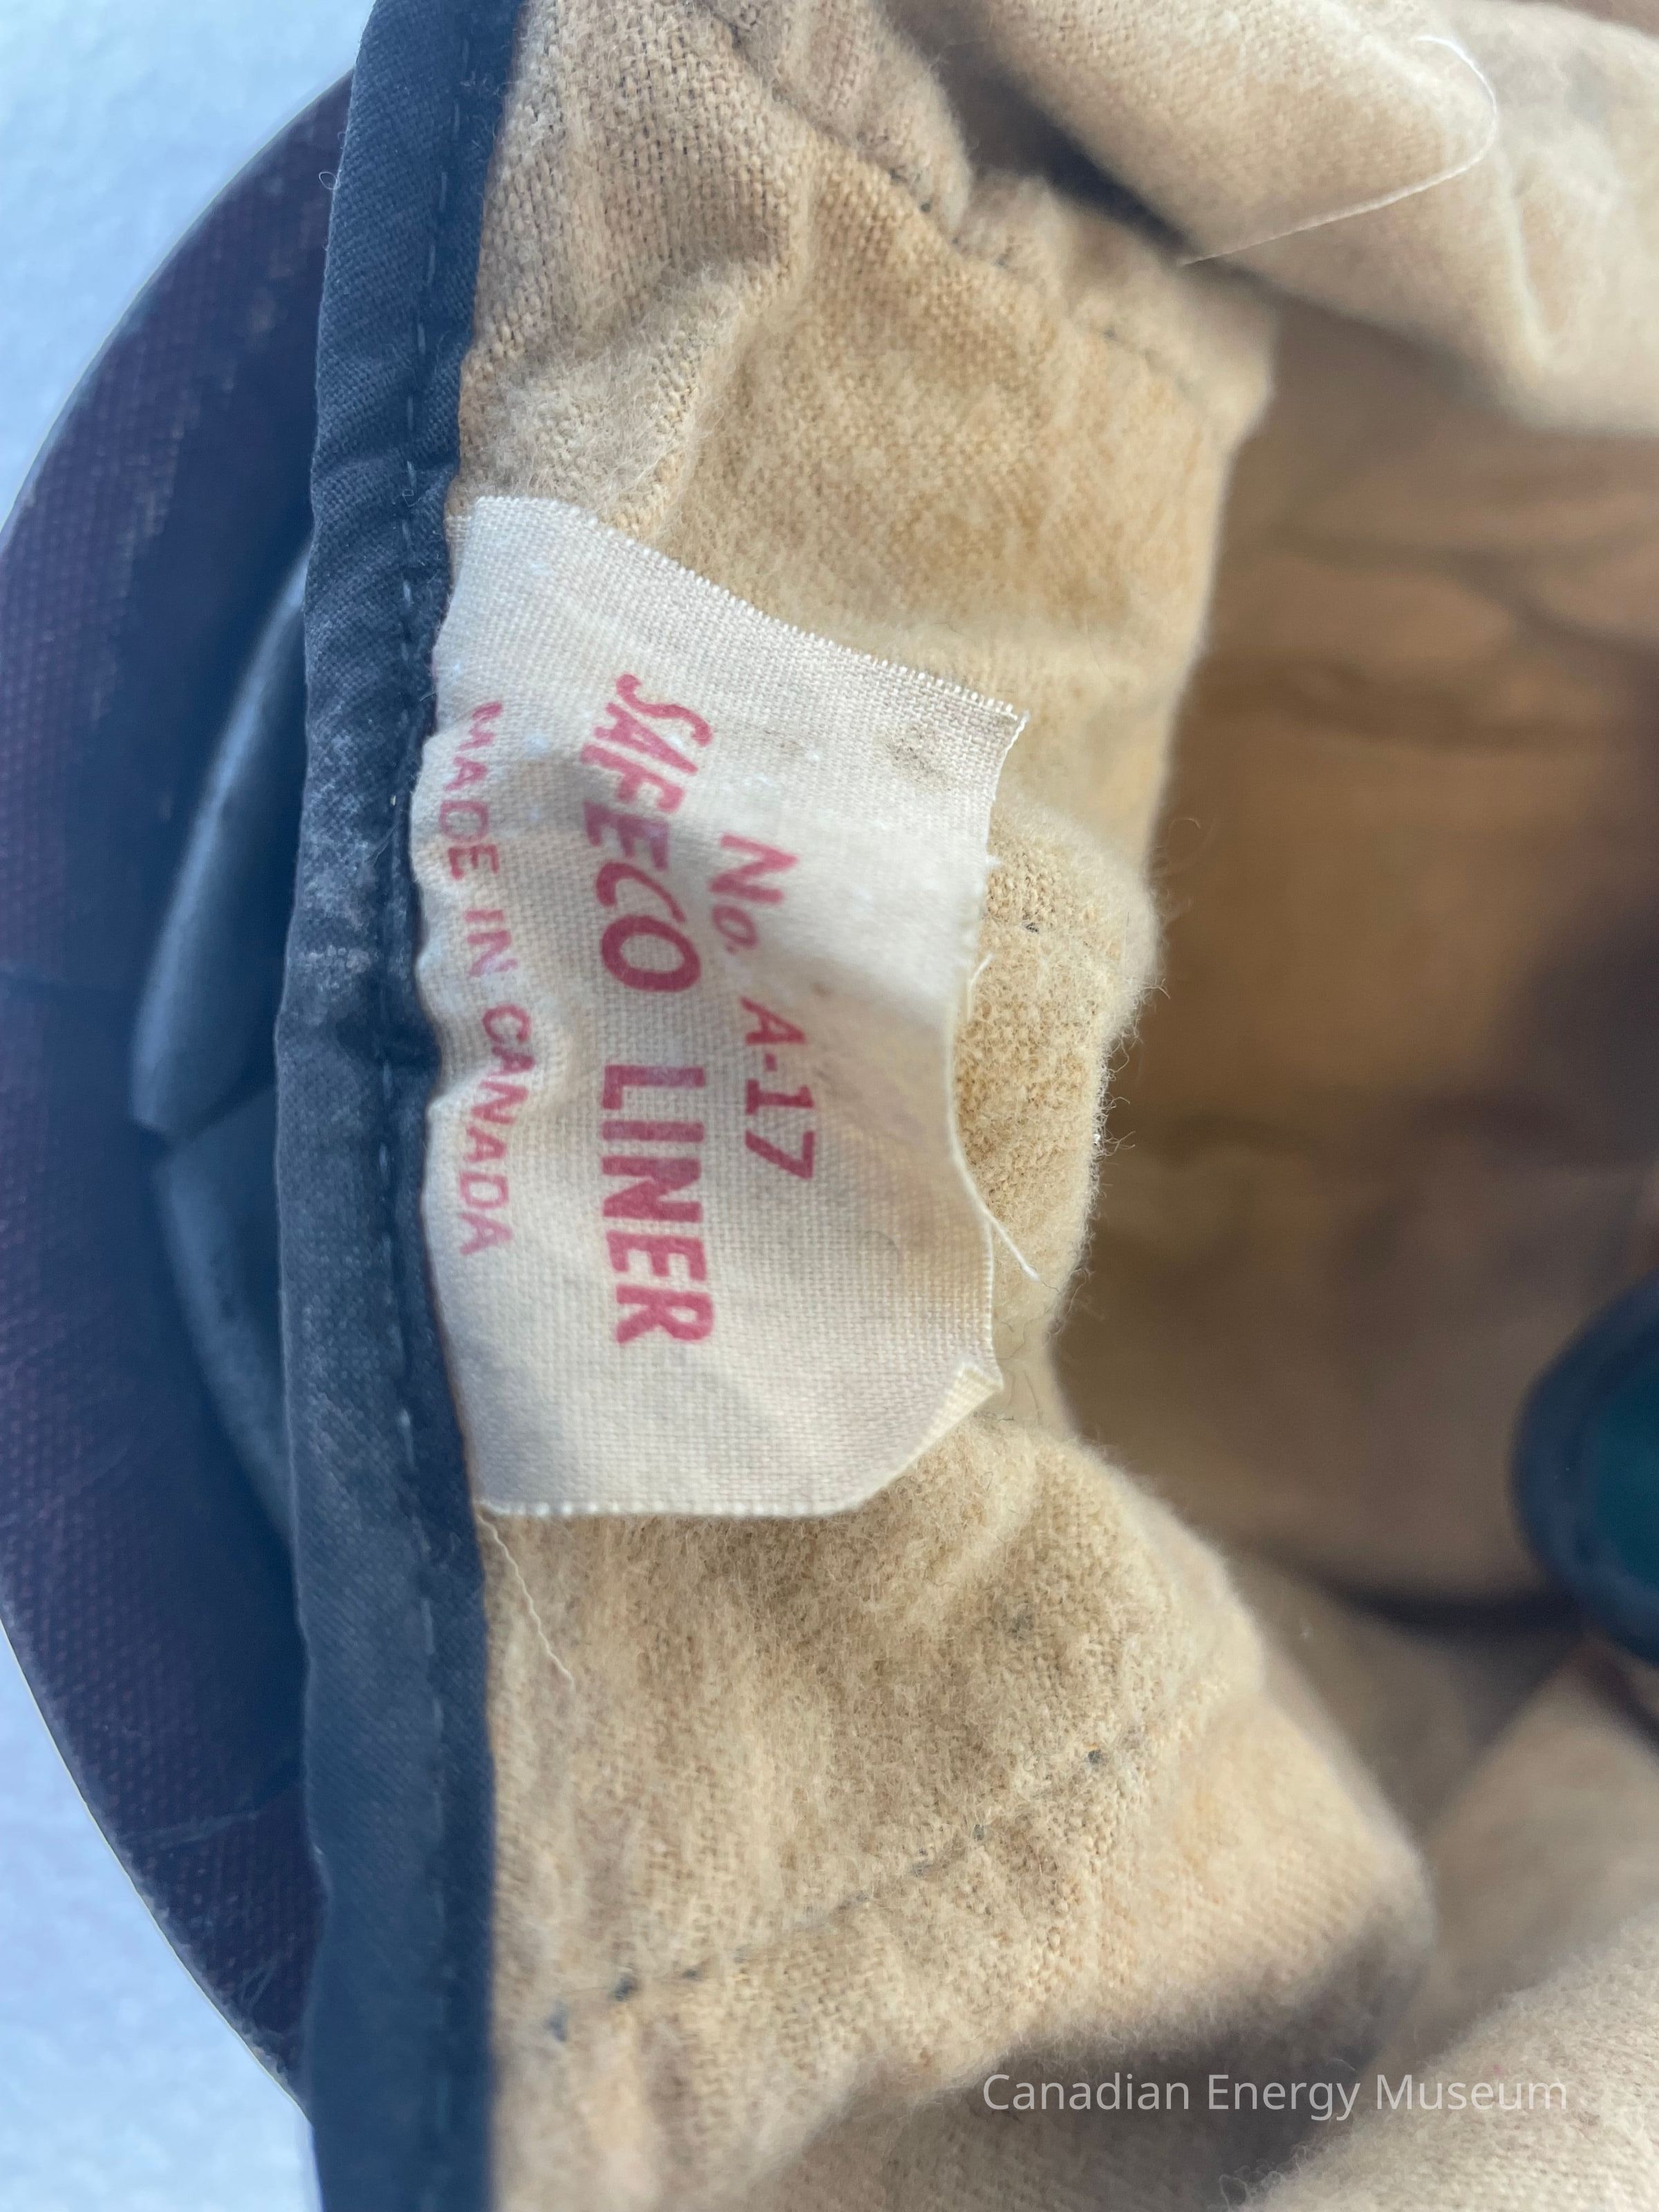 No. A-17
SAFECO LINER
MADE IN CANADA
Canadian Energy Museum